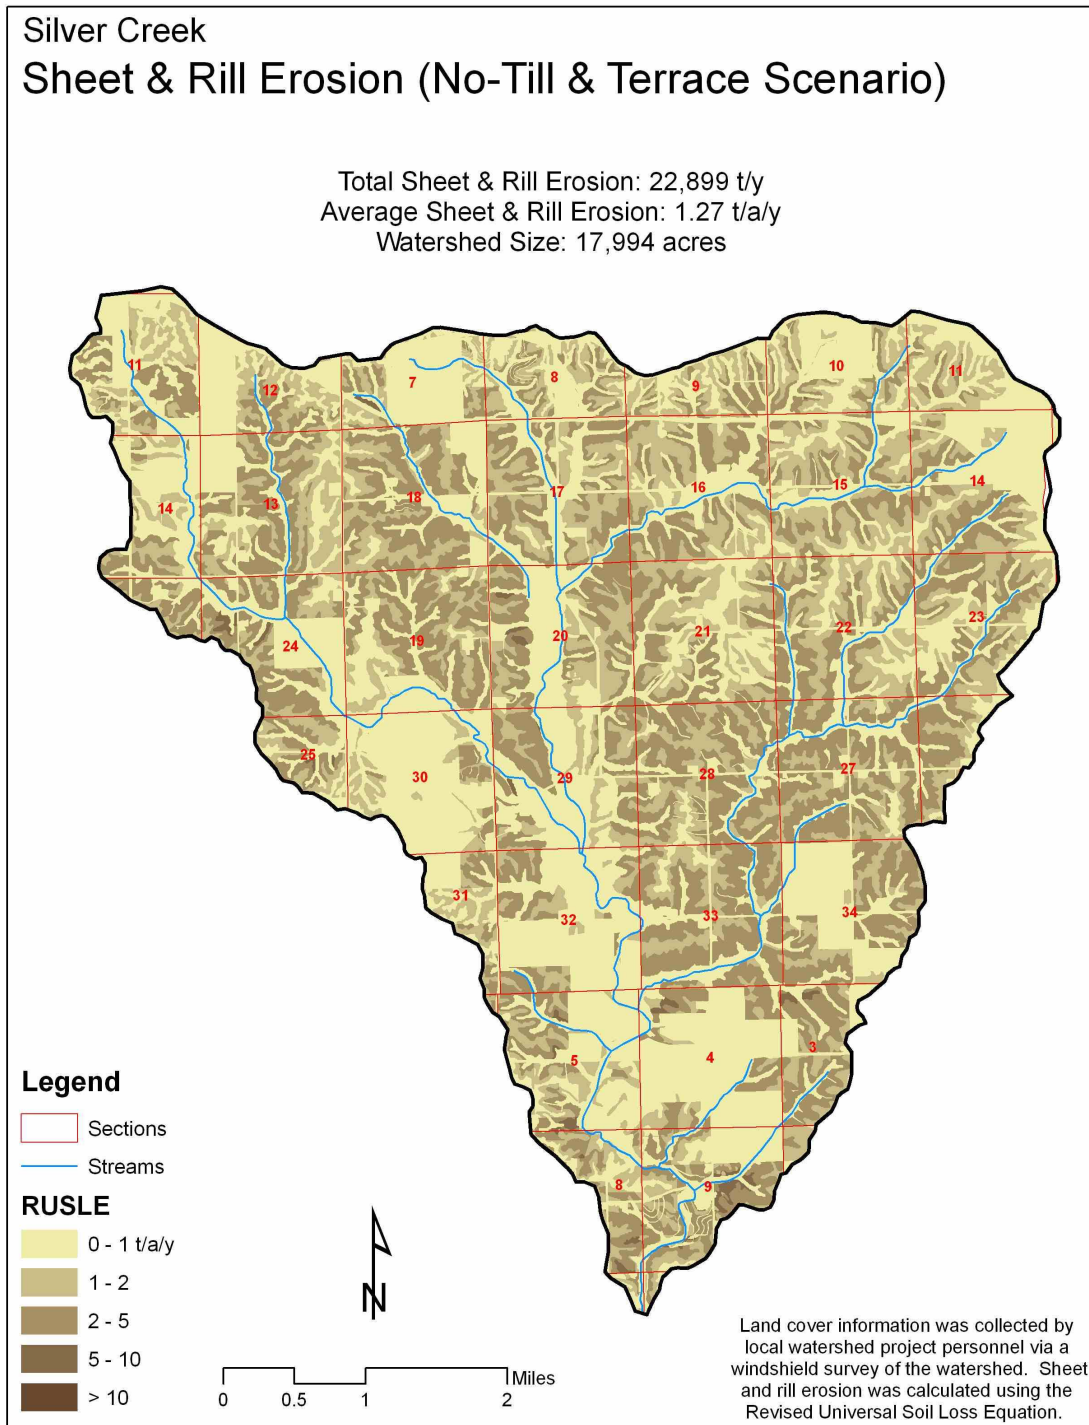 Silver Creek
Sheet & Rill Erosion (No-Till & Terrace Scenario)
Total Sheet & Rill Erosion: 22,899 t/y
Average Sheet & Rill Erosion: 1.27 t/a/y
Watershed Size: 17,994 acres
11
12
7
8
9
10
11
14
13
18
17
16
15
14
24
19
20
21
22
23
25
30
29
28
27
31
32
33
34
5
4
3
8
9
Legend
Sections
Streams
RUSLE
0 - 1 t/a/y
1 - 2
2 - 5
5 - 10
> 10
N
Miles
0 0.5 1 2
Land cover information was collected by
local watershed project personnel via a
windshield survey of the watershed. Sheet
and rill erosion was calculated using the
Revised Universal Soil Loss Equation.